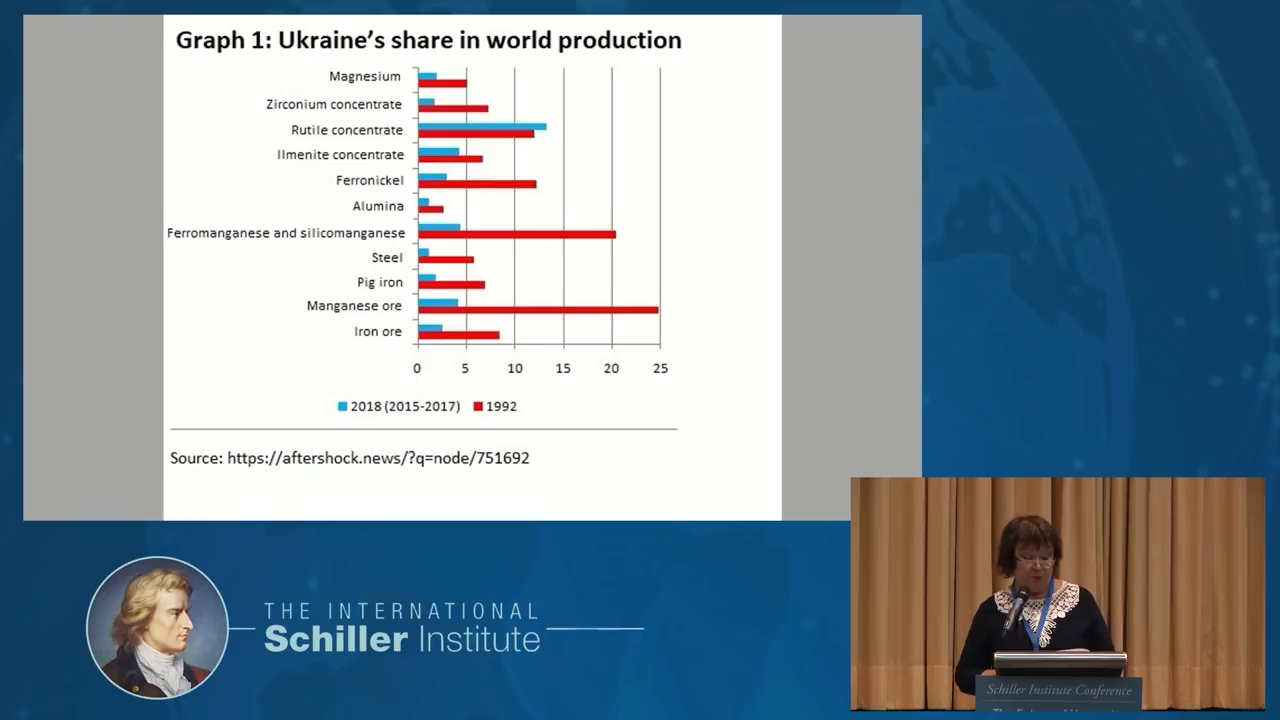 Graph 1: Ukraine's share in world production
Magnesium
Zirconium concentrate
Rutile concentrate
Ilmenite concentrate
Ferronickel
Alumina
Ferromanganese and silicomanganese
Steel
Pig iron
Manganese ore
Iron ore
0 5 10 15 20 25
2018 (2015-2017) 1992
Source: https://aftershock.news/?q=node/751692
THE INTERNATIONAL
Schiller Institute
Schiller Institute Conference